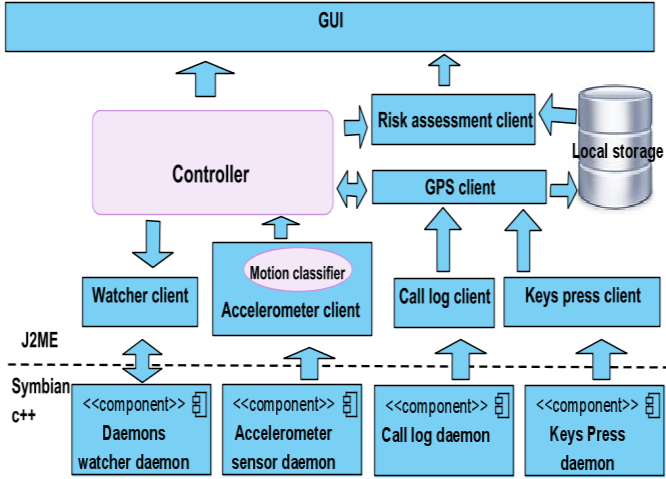 GUI
Risk assessment client
Local storage
Controller
GPS client
Motion classifier
Watcher client
Accelerometer client
Call log client
Keys press client
J2ME
Symbian
c++
<<component>>
Daemons
watcher daemon
<<component>>
Accelerometer
sensor daemon
<<component>>
Call log daemon
<<component>>
Keys Press
daemon